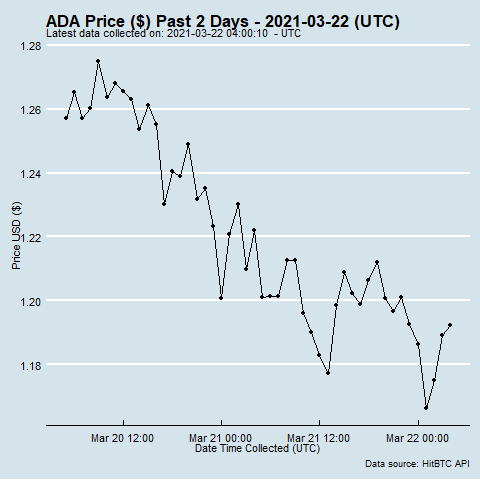 ADA Price ($) Past 2 Days - 2021-03-22 (UTC)
Latest data collected on: 2021-03-22 04:00:10  - UTC
1.28
1.26
1.24
1.22
1.20
1.18
Price USD ($)
Mar 20 12:00
Mar 21 00:00
Mar 21 12:00
Mar 22 00:00
Date Time Collected (UTC)
Data source: HitBTC API